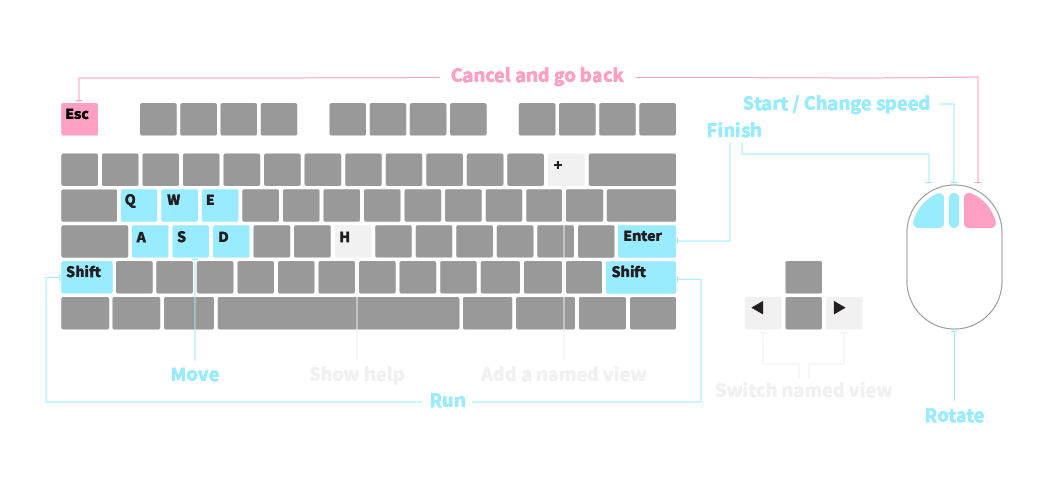 Cancel and go back
Esc
Start / Change speed
Finish
+
Q W E
A S D H Enter
Shift Shift
◀ ▶
Move Show help Add a named view
Switch named view
Run
Rotate